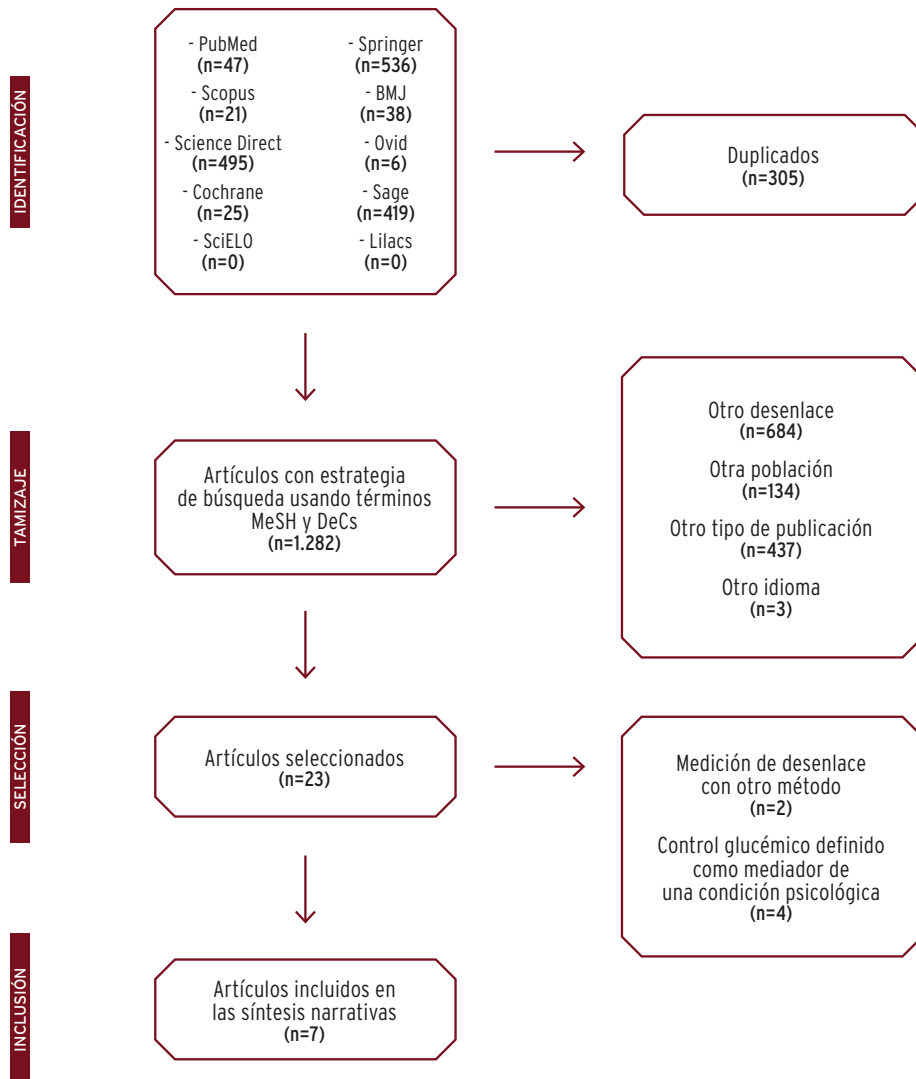 IDENTIFICACIÓN
- PubMed
(n=47)
- Scopus
(n=21)
- Science Direct
(n=495)
- Cochrane
(n=25)
- SciELO
(n=0)
- Springer
(n=536)
- BMJ
(n=38)
- Ovid
(n=6)
- Sage
(n=419)
- Lilacs
(n=0)
Duplicados
(n=305)
TAMIZAJE
Artículos con estrategia
de búsqueda usando términos
MeSH y DeCs
(n=1.282)
Otro desenlace
(n=684)
Otra población
(n=134)
Otro tipo de publicación
(n=437)
Otro idioma
(n=3)
SELECCIÓN
Artículos seleccionados
(n=23)
Medición de desenlace
con otro método
(n=2)
Control glucémico definido
como mediador de
una condición psicológica
(n=4)
INCLUSIÓN
Artículos incluidos en
las síntesis narrativas
(n=7)